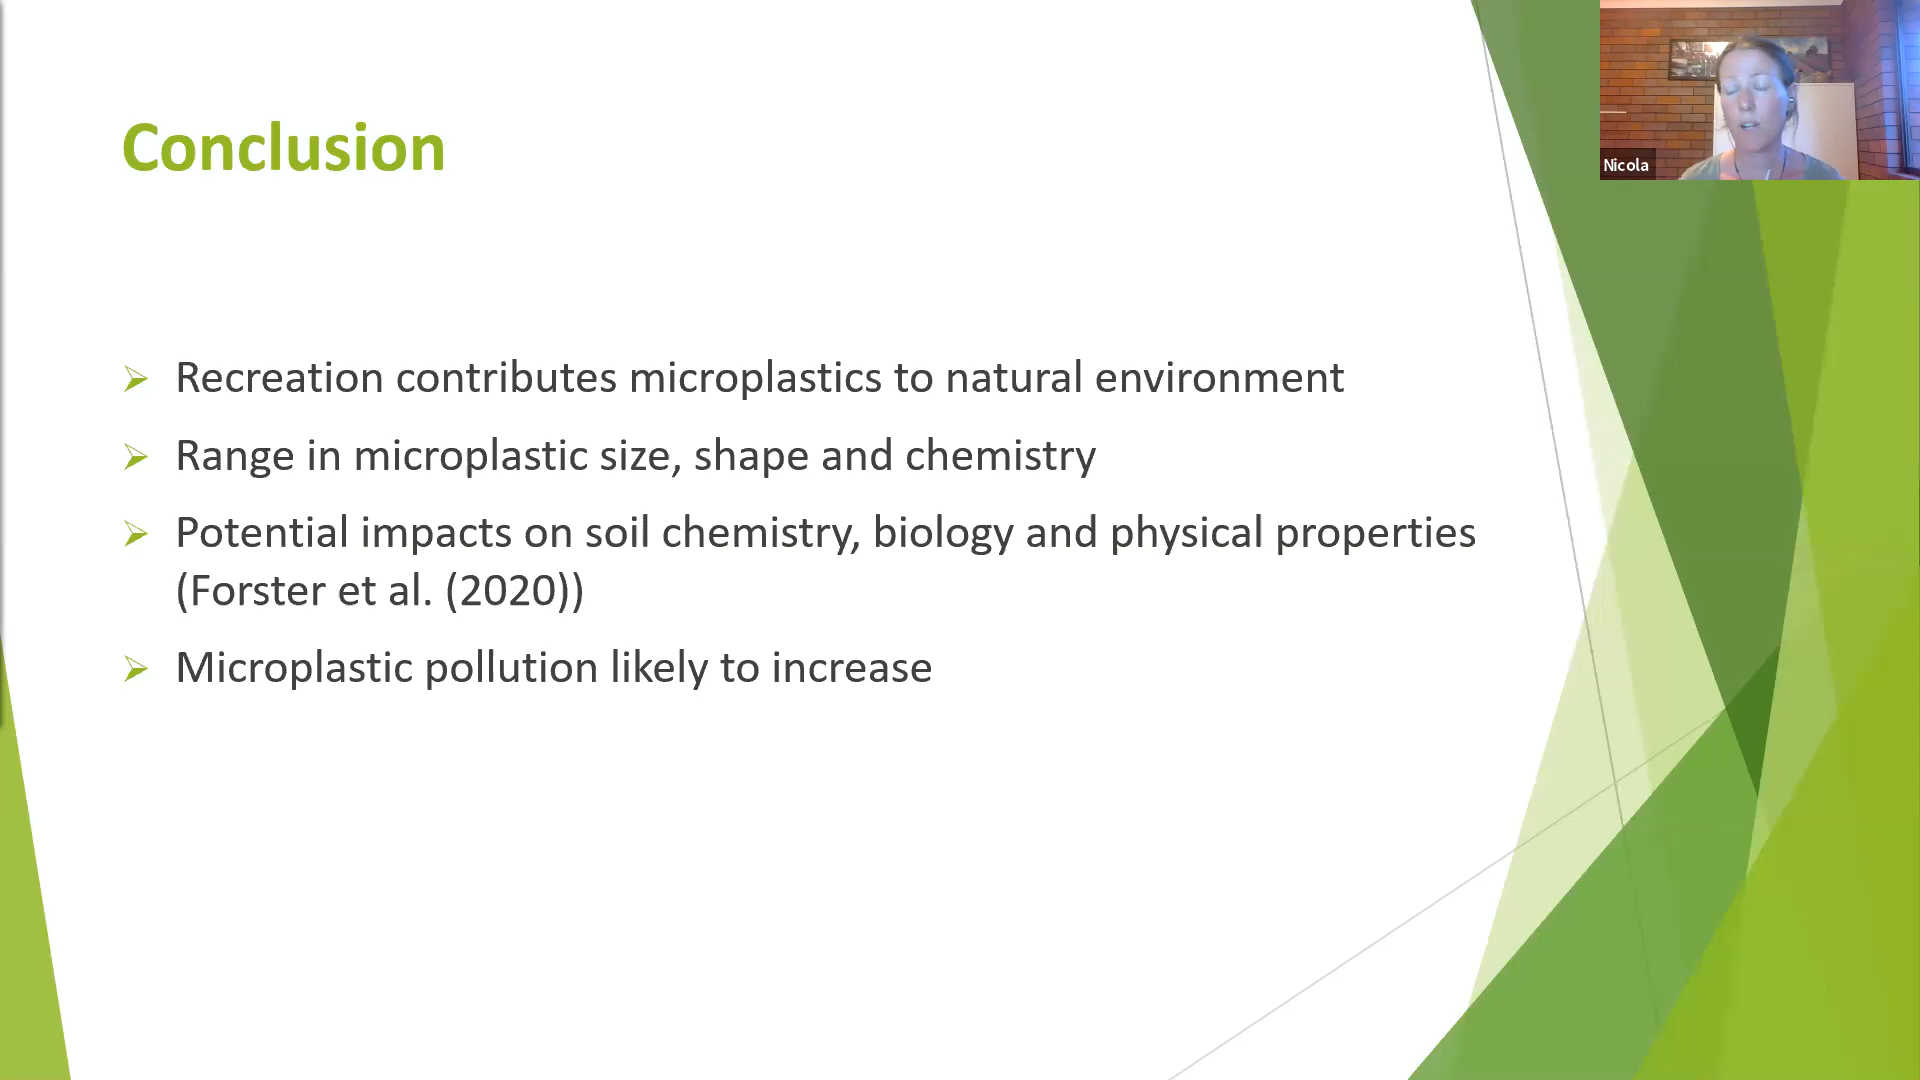 Conclusion
Recreation contributes microplastics to natural environment
Range in microplastic size, shape and chemistry
Potential impacts on soil chemistry, biology and physical properties
(Forster et al. (2020))
Microplastic pollution likely to increase
Nicola